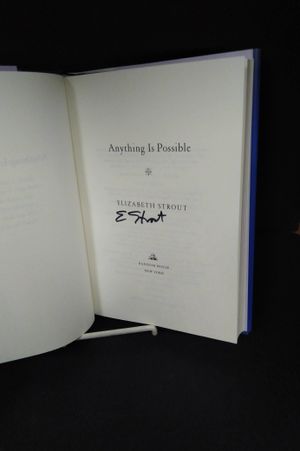 Anything Is Possible
ELIZABETH STROUT
E Strout
RANDOM HOUSE
NEW YORK